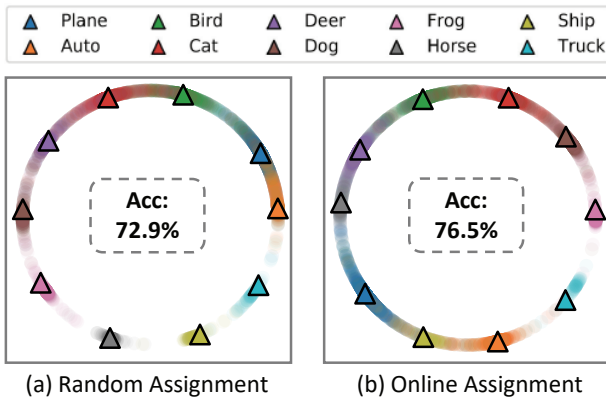 Plane Bird Deer Frog Ship
Auto Cat Dog Horse Truck
Acc:
72.9%
Acc:
76.5%
(a) Random Assignment
(b) Online Assignment